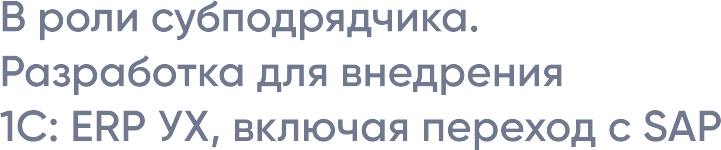 В роли субподрядчика.
Разработка для внедрения
1С: ERP УХ, включая переход с SAP